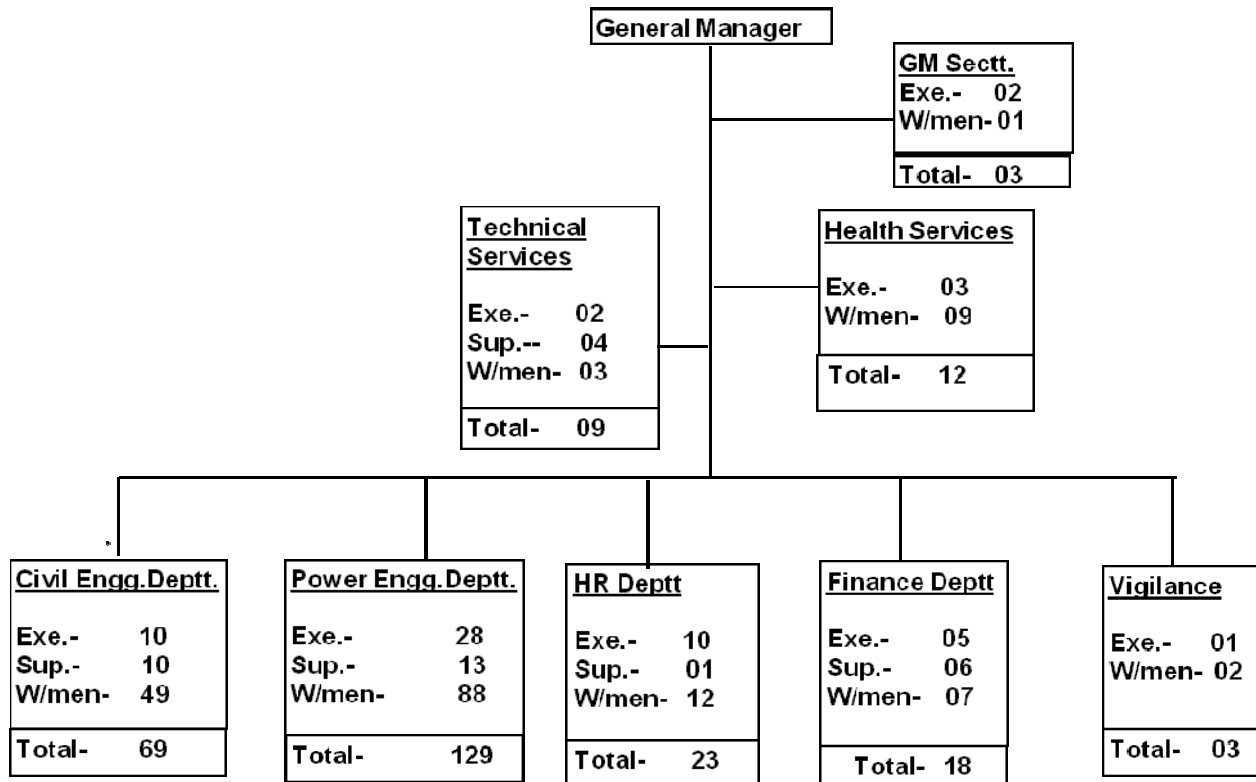 General Manager
GM Sectt.
Exe.- 02
W/men- 01
Total- 03
Technical
Services
Exe.- 02
Sup.-- 04
W/men- 03
Total- 09
Health Services
Exe.- 03
W/men- 09
Total- 12
Civil Engg.Deptt.
Exe.- 10
Sup.- 10
W/men- 49
Total- 69
Power Engg.Deptt.
Exe.- 28
Sup.- 13
W/men- 88
Total- 129
HR Deptt
Exe.- 10
Sup.- 01
W/men- 12
Total- 23
Finance Deptt
Exe.- 05
Sup.- 06
W/men- 07
Total- 18
Vigilance
Exe.- 01
W/men- 02
Total- 03